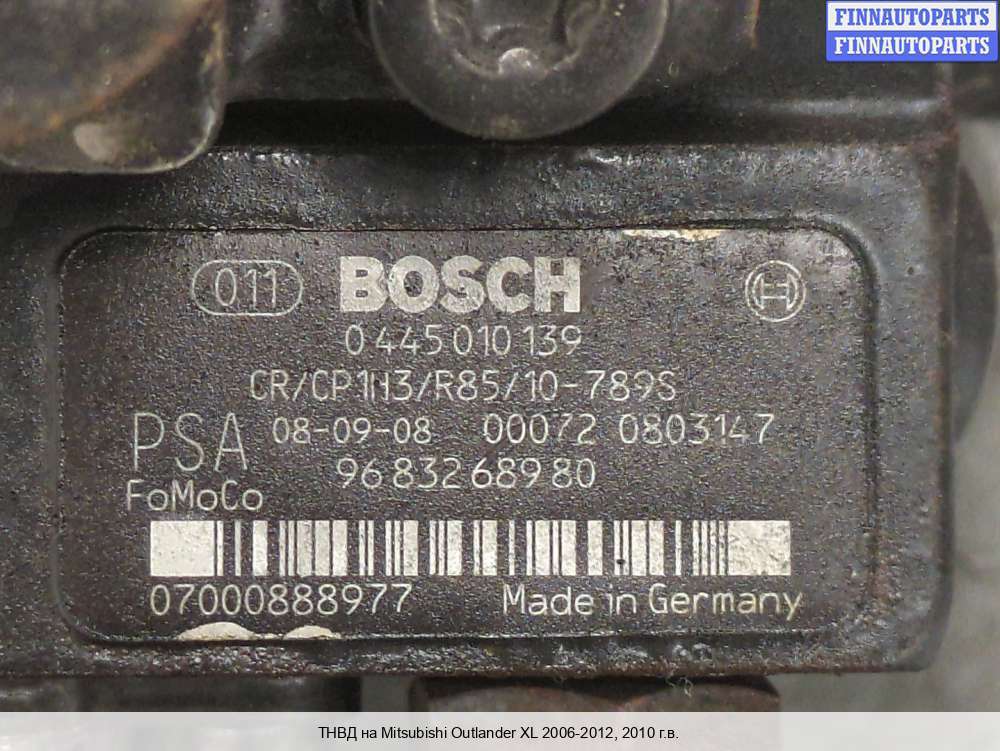 FINNAUTOPARTS
FINNAUTOPARTS
011 BOSCH
0 445 010 139
CR/CP1H3/R85/10-789S
PSA 08-09-08 00072 0803147
FoMoCo 96 832 689 80
07000888977 Made in Germany
ТНВД на Mitsubishi Outlander XL 2006-2012, 2010 г.в.